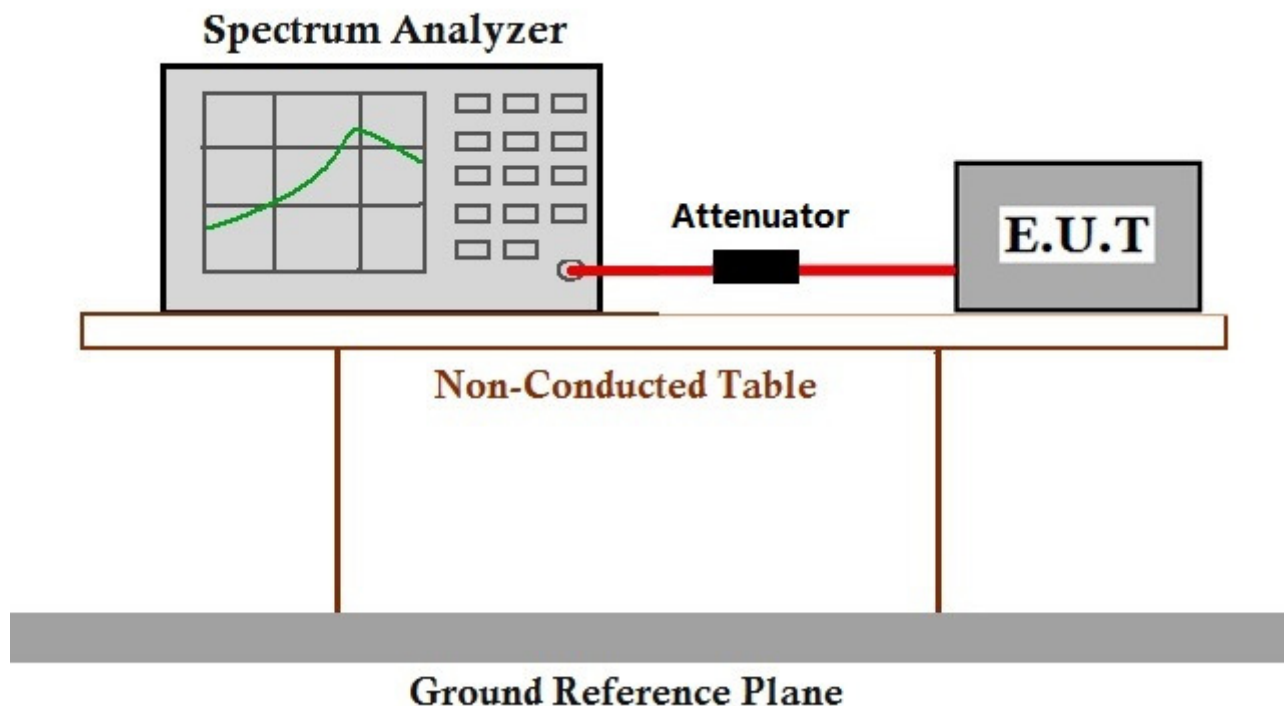 Spectrum Analyzer
Attenuator
E.U.T
Non-Conducted Table
Ground Reference Plane